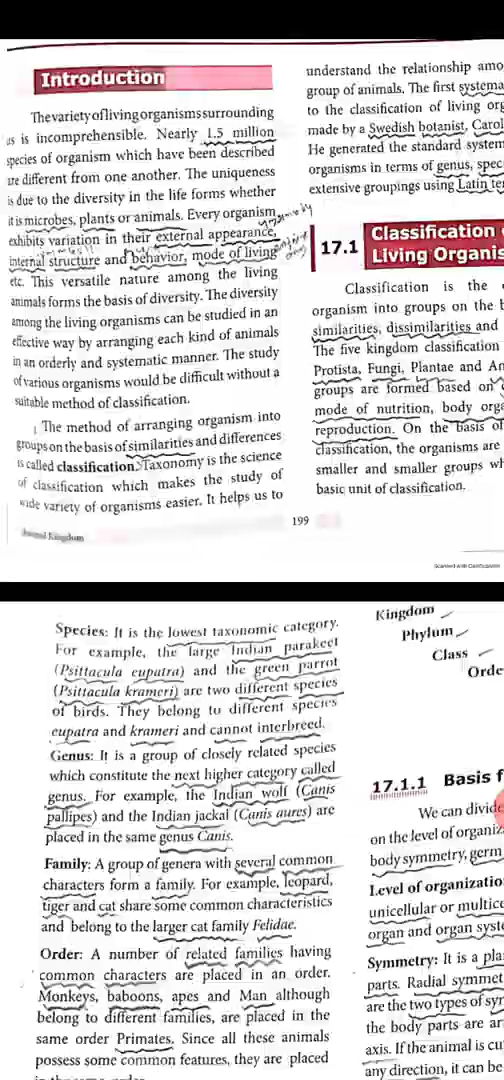 Introduction
The variety of living organisms surrounding
us is incomprehensible. Nearly 1.5 million
species of organism which have been described
are different from one another. The uniqueness
is due to the diversity in the life forms whether
it is microbes, plants or animals. Every organism
exhibits variation in their external appearance,
internal structure and behavior, mode of living
etc. This versatile nature among the living
animals forms the basis of diversity. The diversity
among the living organisms can be studied in an
effective way by arranging each kind of animals
in an orderly and systematic manner. The study
of various organisms would be difficult without a
suitable method of classification.
The method of arranging organism into
groups on the basis of similarities and differences
is called classification. Taxonomy is the science
of classification which makes the study of
wide variety of organisms easier. It helps us to
understand the relationship amo
group of animals. The first systema
to the classification of living org
made by a Swedish botanist, Carol
He generated the standard system
organisms in terms of genus, spec
extensive groupings using Latin te
17.1 Classification
Living Organis
Classification is the
organism into groups on the b
similarities, dissimilarities and
The five kingdom classification
Protista, Fungi, Plantae and An
groups are formed based on
mode of nutrition, body orga
reproduction. On the basis of
classification, the organisms are
smaller and smaller groups wh
basic unit of classification.
199
Animal Kingdom
Scanned with CamScanner
Species: It is the lowest taxonomic category.
For example, the large Indian parakeet
(Psittacula eupatra) and the green parrot
(Psittacula krameri) are two different species
of birds. They belong to different species
eupatra and krameri and cannot interbreed.
Genus: It is a group of closely related species
which constitute the next higher category called
genus. For example, the Indian wolf (Canis
pallipes) and the Indian jackal (Canis aures) are
placed in the same genus Canis.
Family: A group of genera with several common
characters form a family. For example, leopard,
tiger and cat share some common characteristics
and belong to the larger cat family Felidae.
Order: A number of related families having
common characters are placed in an order.
Monkeys, baboons, apes and Man although
belong to different families, are placed in the
same order Primates. Since all these animals
possess some common features, they are placed
in the same order.
Kingdom
Phylum
Class
Orde
17.1.1 Basis f
We can divide
on the level of organiz
body symmetry, germ
Level of organizatio
unicellular or multice
organ and organ syste
Symmetry: It is a pla
parts. Radial symmet
are the two types of syr
the body parts are ar
axis. If the animal is cu
any direction, it can be